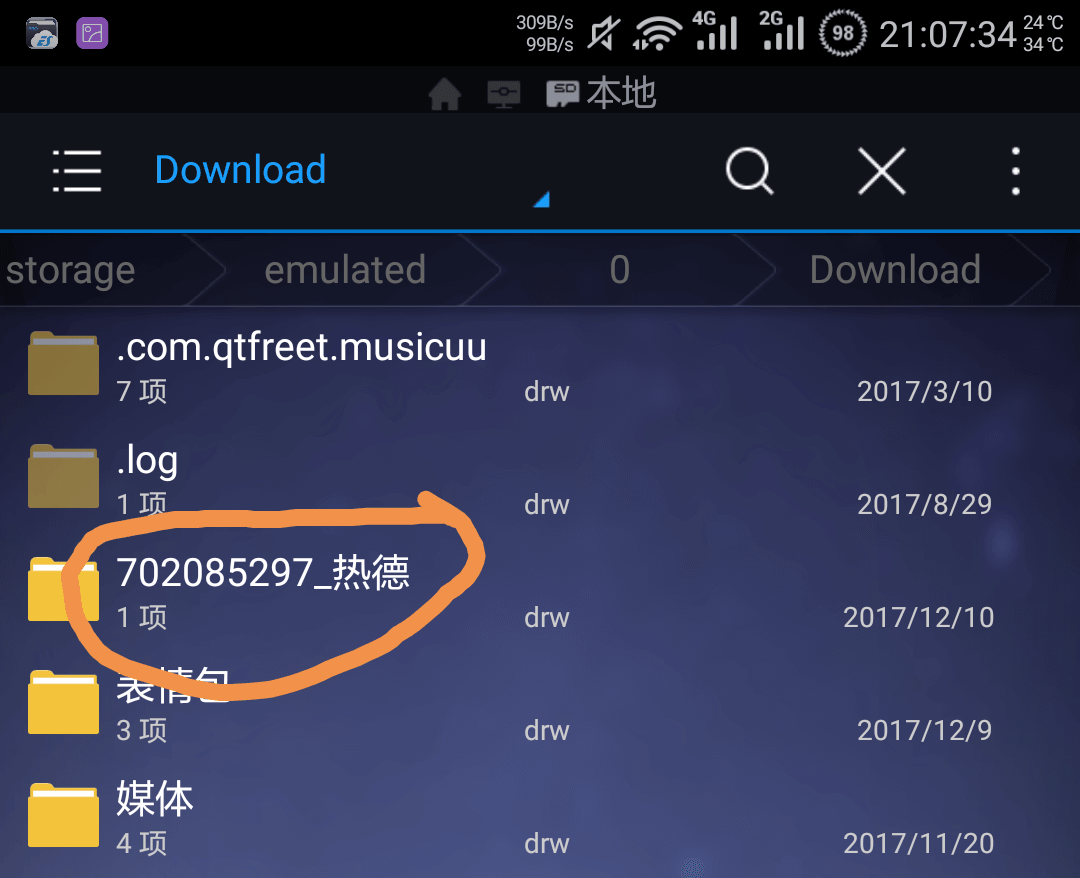 309B/s
99B/s
4G
2G
98
21:07:34
24℃
34℃
SD
本地
Download
storage
emulated
0
Download
.com.qtfreet.musicuu
7 项
drw
2017/3/10
.log
1 项
drw
2017/8/29
702085297_热德
1 项
drw
2017/12/10
表情包
3 项
drw
2017/12/9
媒体
4 项
drw
2017/11/20